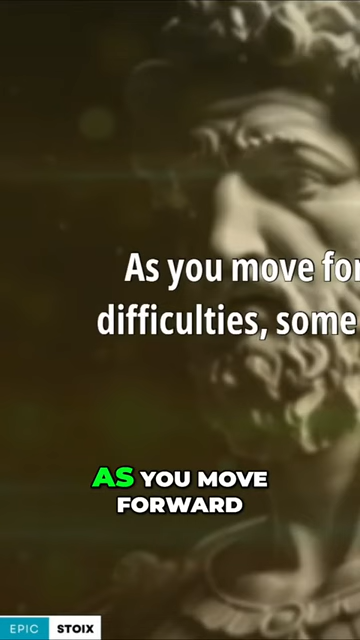 As you move for
difficulties, some
AS YOU MOVE
FORWARD
EPIC STOIX